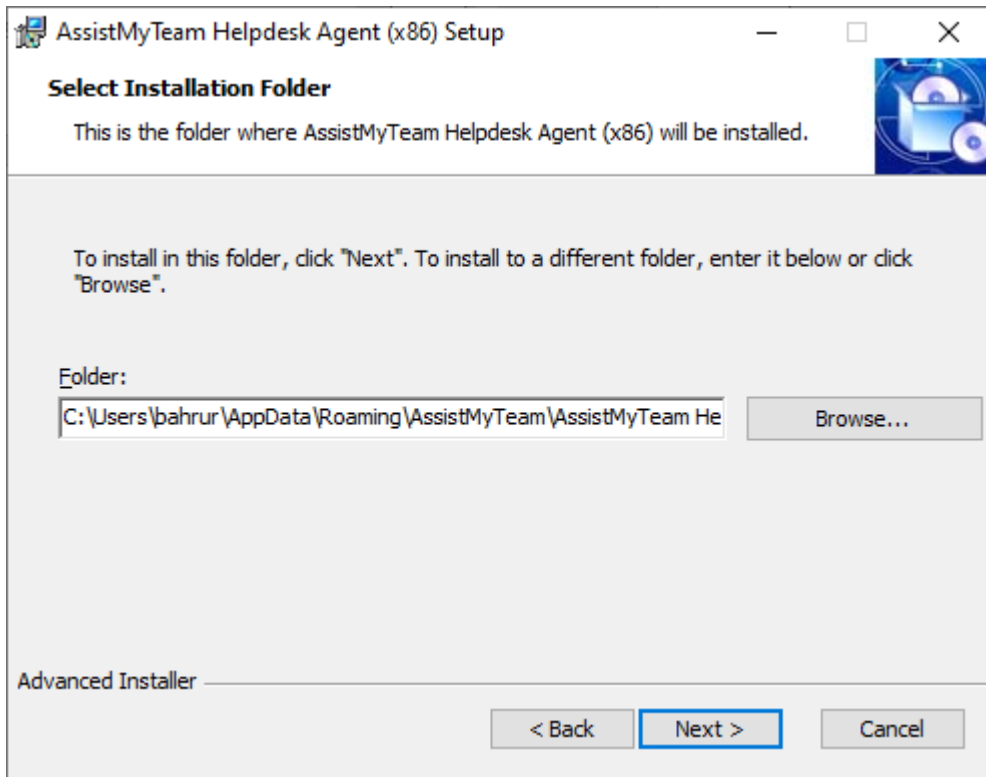 AssistMyTeam Helpdesk Agent (x86) Setup
Select Installation Folder
This is the folder where AssistMyTeam Helpdesk Agent (x86) will be installed.
To install in this folder, click "Next". To install to a different folder, enter it below or click
"Browse".
Folder:
C:\Users\bahrur\AppData\Roaming\AssistMyTeam\AssistMyTeam He
Browse...
Advanced Installer
< Back
Next >
Cancel